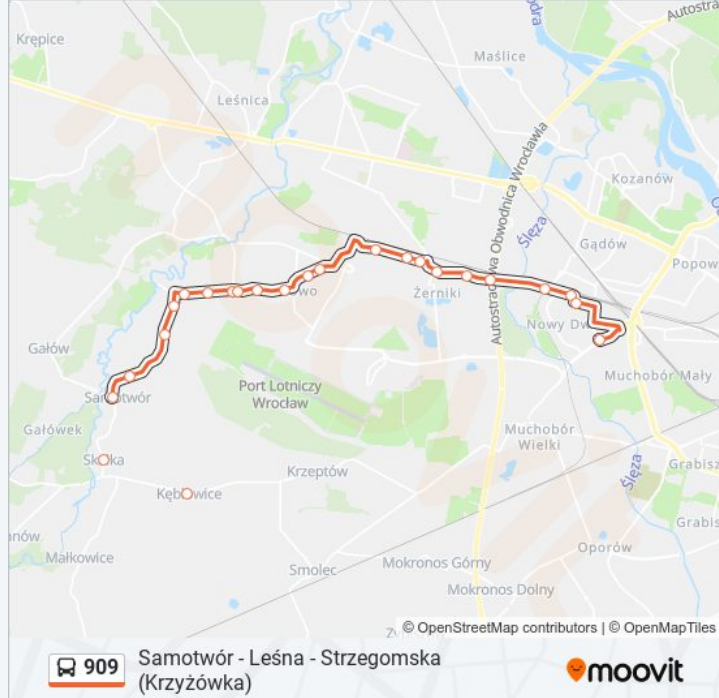 Krępice
Autostra
Odra
Maślice
Leśnica
Autostradowa Obwodnica Wrocławia
Kozanów
Ślęza
Gądów
Popow
Żerniki
Nowy Dw
Gałów
Port Lotniczy
Wrocław
Muchobór Mały
Samotwór
Gałówek
Muchobór
Wielki
Ślęza
Grabisz
Krzeptów
Kębłowice
Grabis
Oporów
Małkowice
Smolec
Mokronos Górny
Mokronos Dolny
© OpenStreetMap contributors | © OpenMapTiles
909
Samotwór - Leśna - Strzegomska
(Krzyżówka)
moovit